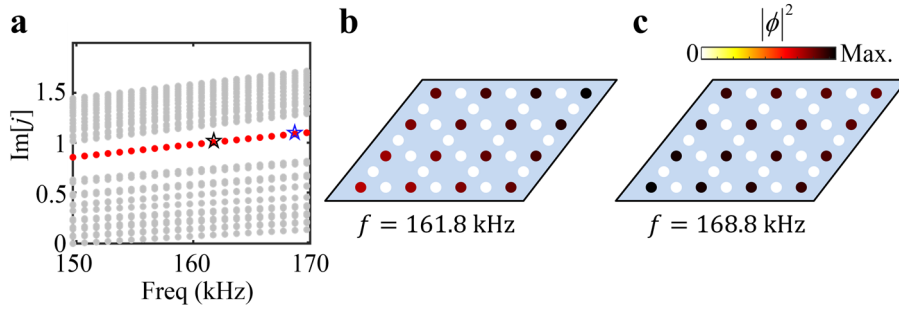 a
b
c
|ϕ|²
0
Max.
Im[j]
1.5
1
0.5
0
150
160
170
Freq (kHz)
f = 161.8 kHz
f = 168.8 kHz